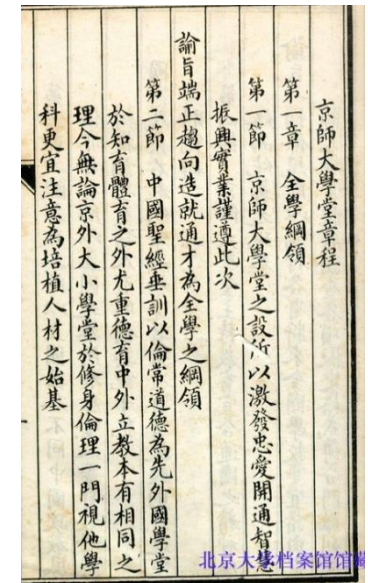 京師大學堂章程
第一章　全學綱領
第一節　京師大學堂之設所以激發忠愛開通智慧
振興實業謹遵此次
諭旨端正趨向造就通才為全學之綱領
第二節　中國聖經垂訓以倫常道德為先外國學堂
於知育體育之外尤重德育中外立教本有相同之
理今無論京外大小學堂於修身倫理一門視他學
科更宜注意為培植人材之始基
北京大学档案馆馆藏